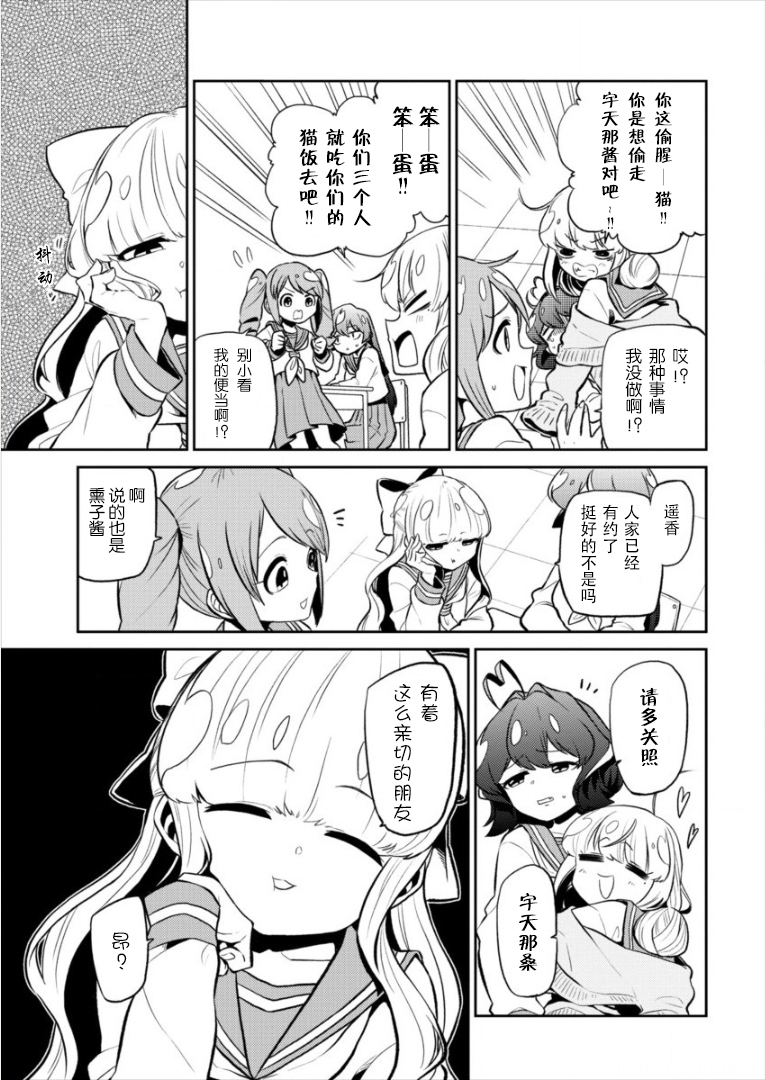 你这偷腥—猫!!
你是想偷走
宇天那酱对吧~!!
哎!?
那种事情
我没做啊!?
笨—蛋
笨—蛋!!
你们三个人
就吃你们的
猫饭去吧!!
别小看
我的便当啊!?
抖动
遥香
人家已经
有约了
挺好的不是吗
啊
说的也是
熏子酱
请多关照
宇天那桑
有着
这么亲切的朋友
昂?